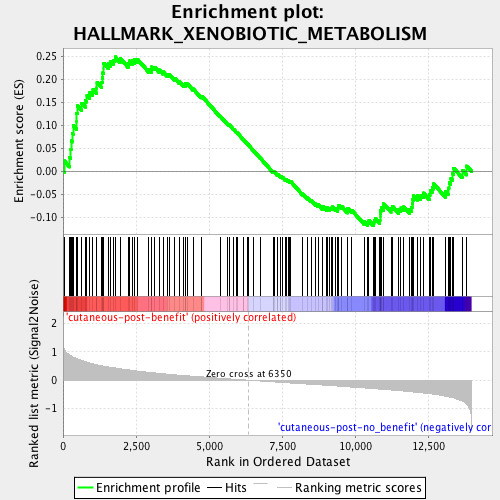 Enrichment plot:
HALLMARK_XENOBIOTIC_METABOLISM
Enrichment score (ES)
0.25
0.20
0.15
0.10
0.05
0.00
-0.05
-0.10
Ranked list metric (Signal2Noise)
'cutaneous-post-benefit' (positively correlated)
2
1
0
-1
Zero cross at 6350
'cutaneous-post-no_benefit' (negatively cor
0
2,500
5,000
7,500
10,000
12,500
Rank in Ordered Dataset
Enrichment profile
Hits
Ranking metric scores